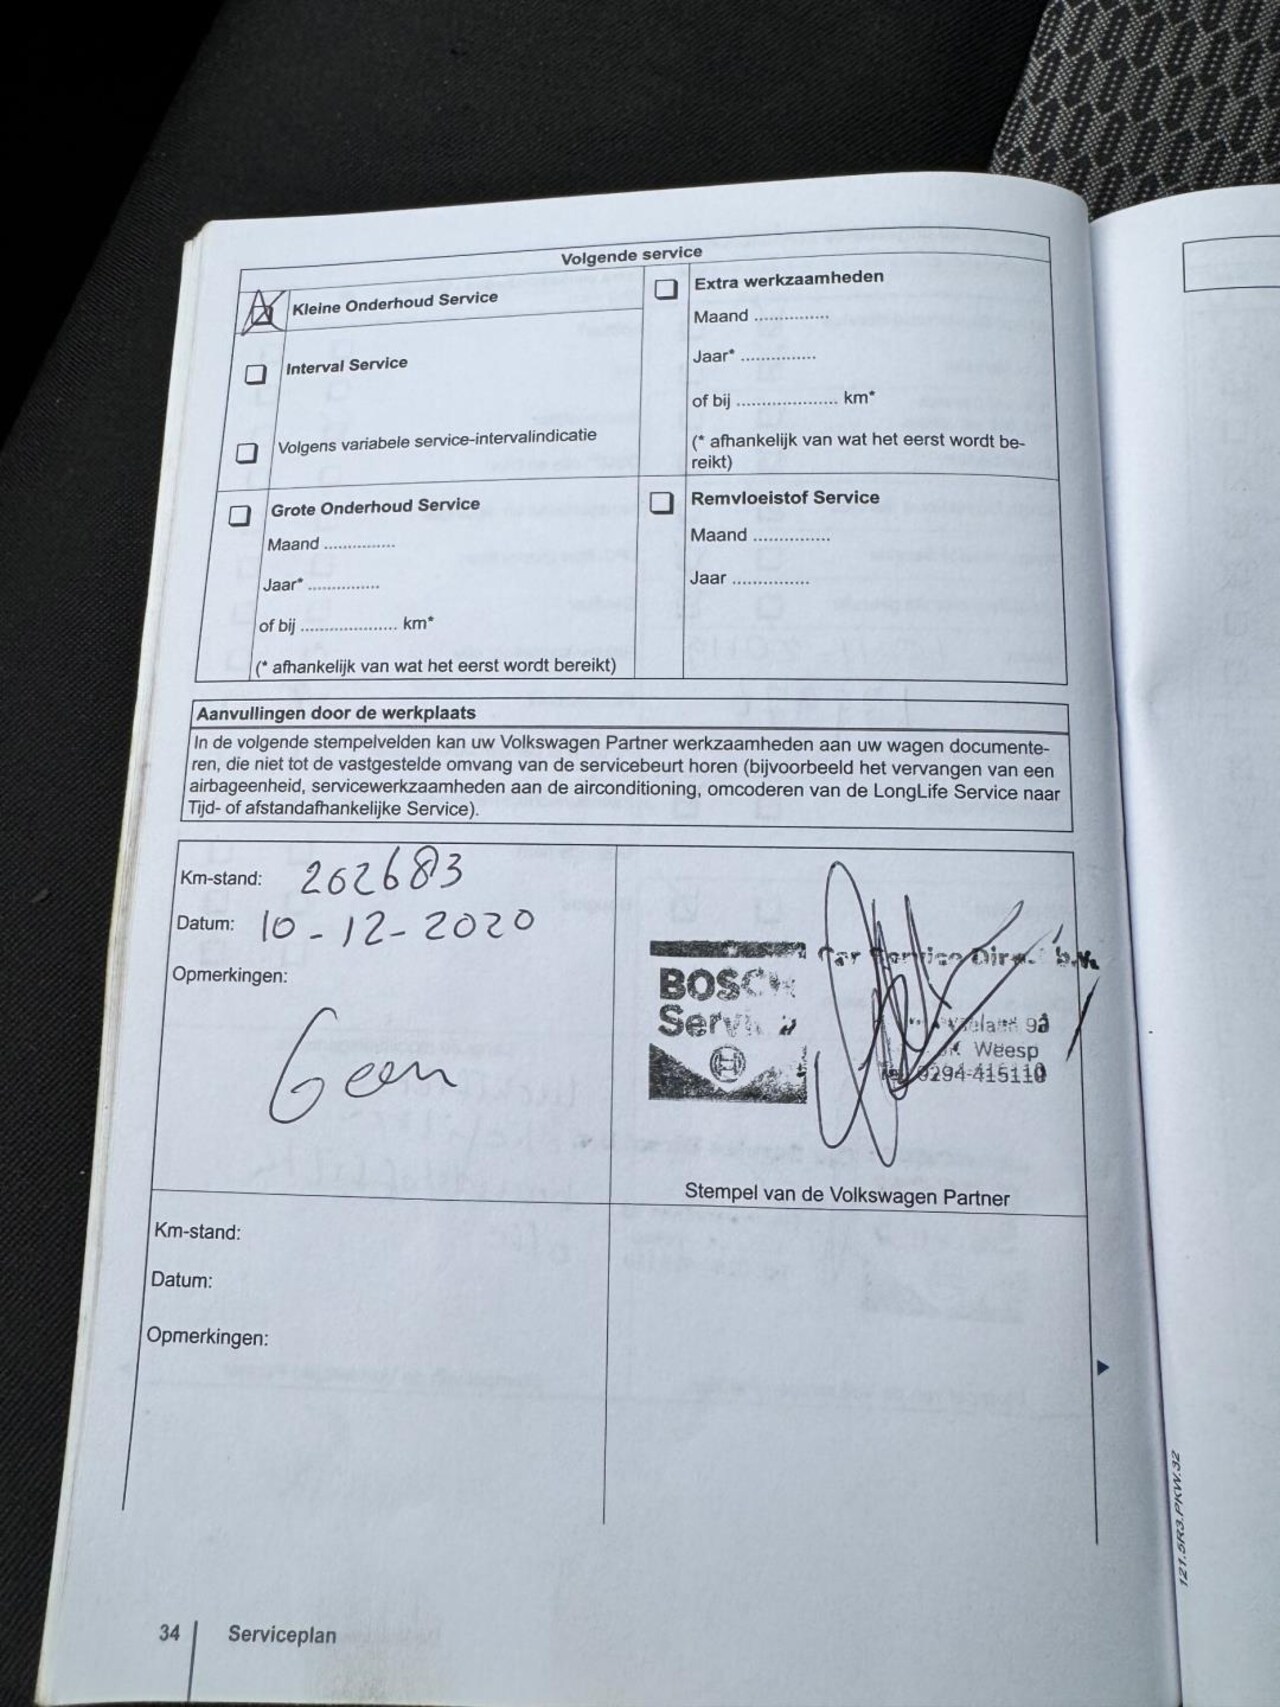 Volgende service
Kleine Onderhoud Service
Interval Service
Volgens variabele service-intervalindicatie
Extra werkzaamheden
Maand ...............
Jaar* ...............
of bij .................... km*
(* afhankelijk van wat het eerst wordt be-
reikt)
Grote Onderhoud Service
Maand ...............
Jaar* ...............
of bij .................... km*
(* afhankelijk van wat het eerst wordt bereikt)
Remvloeistof Service
Maand ...............
Jaar ...............
Aanvullingen door de werkplaats
In de volgende stempelvelden kan uw Volkswagen Partner werkzaamheden aan uw wagen documente-
ren, die niet tot de vastgestelde omvang van de servicebeurt horen (bijvoorbeeld het vervangen van een
airbageenheid, servicewerkzaamheden aan de airconditioning, omcoderen van de LongLife Service naar
Tijd- of afstandafhankelijke Service).
Km-stand: 202683
Datum: 10-12-2020
Opmerkingen:
Geen
BOSCH
Service
Car Service Direct b.v.
Weesp
0294-415110
Stempel van de Volkswagen Partner
Km-stand:
Datum:
Opmerkingen:
34 Serviceplan
121.5R3.PKW.32